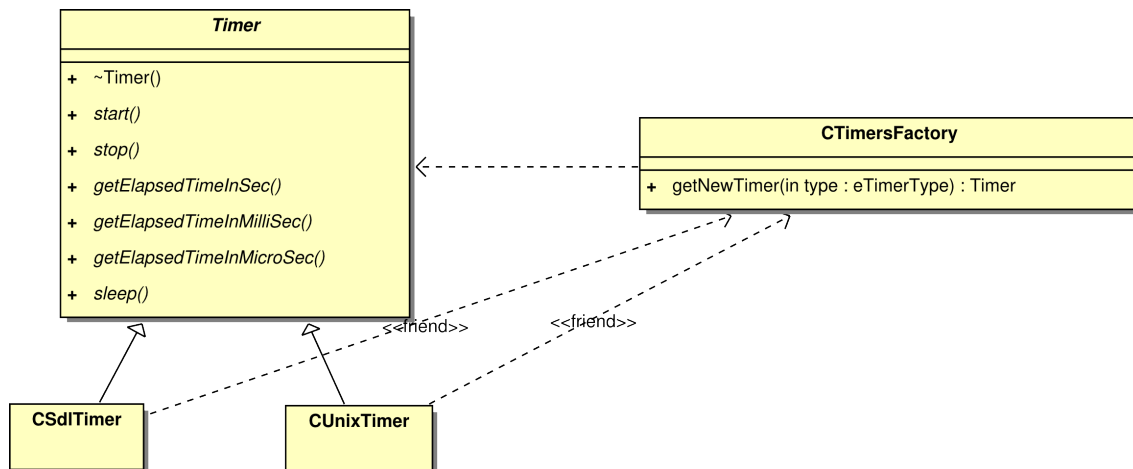 Timer
+ ~Timer()
+ start()
+ stop()
+ getElapsedTimeInSec()
+ getElapsedTimeInMilliSec()
+ getElapsedTimeInMicroSec()
+ sleep()
CTimersFactory
+ getNewTimer(in type : eTimerType) : Timer
<<friend>>
<<friend>>
CSdlTimer
CUnixTimer